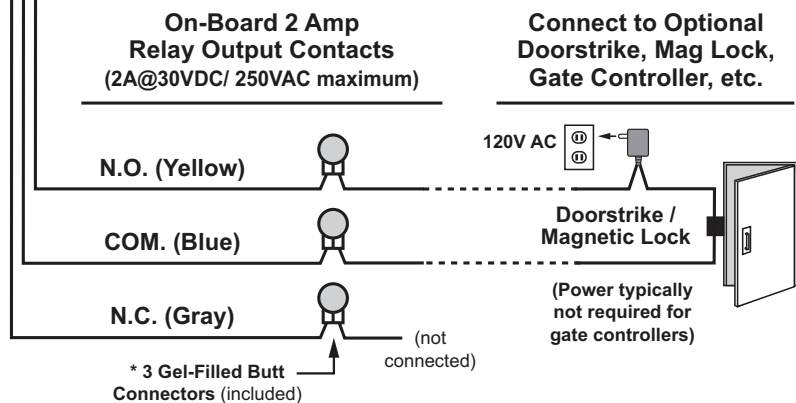 On-Board 2 Amp
Relay Output Contacts
(2A@30VDC/ 250VAC maximum)
Connect to Optional
Doorstrike, Mag Lock,
Gate Controller, etc.
120V AC
N.O. (Yellow)
COM. (Blue)
Doorstrike /
Magnetic Lock
N.C. (Gray)
(not
connected)
(Power typically
not required for
gate controllers)
* 3 Gel-Filled Butt
Connectors (included)